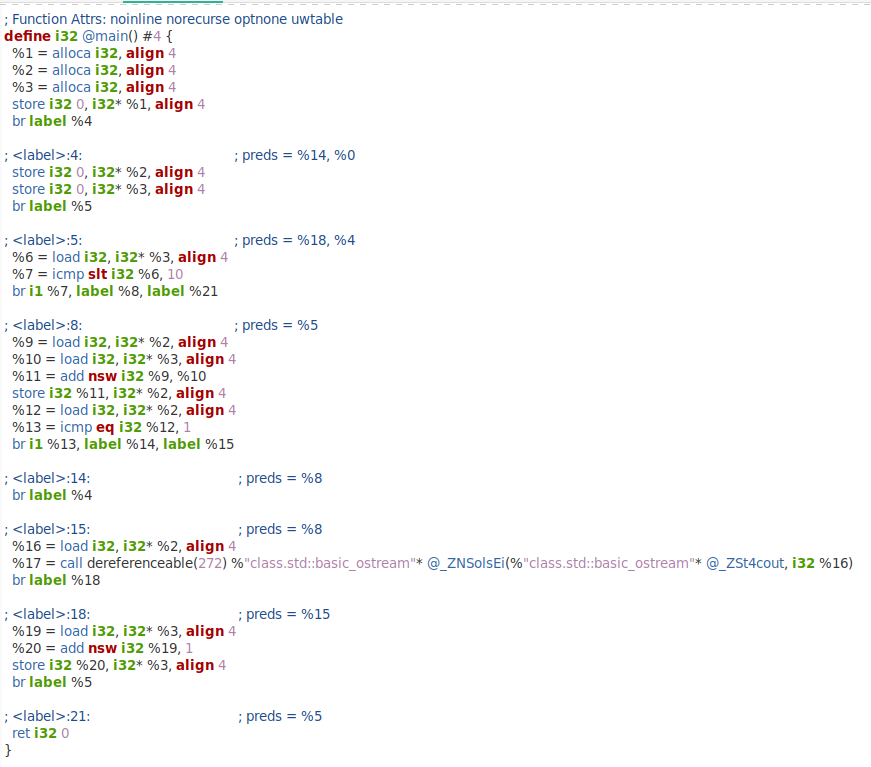 ; Function Attrs: noinline norecurse optnone uwtable
define i32 @main() #4 {
%1 = alloca i32, align 4
%2 = alloca i32, align 4
%3 = alloca i32, align 4
store i32 0, i32* %1, align 4
br label %4
; <label>:4: ; preds = %14, %0
store i32 0, i32* %2, align 4
store i32 0, i32* %3, align 4
br label %5
; <label>:5: ; preds = %18, %4
%6 = load i32, i32* %3, align 4
%7 = icmp slt i32 %6, 10
br i1 %7, label %8, label %21
; <label>:8: ; preds = %5
%9 = load i32, i32* %2, align 4
%10 = load i32, i32* %3, align 4
%11 = add nsw i32 %9, %10
store i32 %11, i32* %2, align 4
%12 = load i32, i32* %2, align 4
%13 = icmp eq i32 %12, 1
br i1 %13, label %14, label %15
; <label>:14: ; preds = %8
br label %4
; <label>:15: ; preds = %8
%16 = load i32, i32* %2, align 4
%17 = call dereferenceable(272) %"class.std::basic_ostream"* @_ZNSolsEi(%"class.std::basic_ostream"* @_ZSt4cout, i32 %16)
br label %18
; <label>:18: ; preds = %15
%19 = load i32, i32* %3, align 4
%20 = add nsw i32 %19, 1
store i32 %20, i32* %3, align 4
br label %5
; <label>:21: ; preds = %5
ret i32 0
}